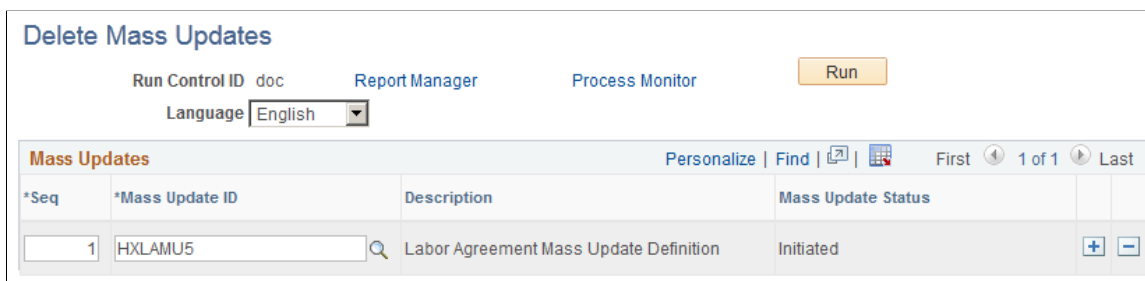 Delete Mass Updates
Run Control ID doc Report Manager Process Monitor Run
Language English
Mass Updates Personalize | Find | | First 1 of 1 Last
*Seq *Mass Update ID Description Mass Update Status
1 HXLAMU5 Labor Agreement Mass Update Definition Initiated